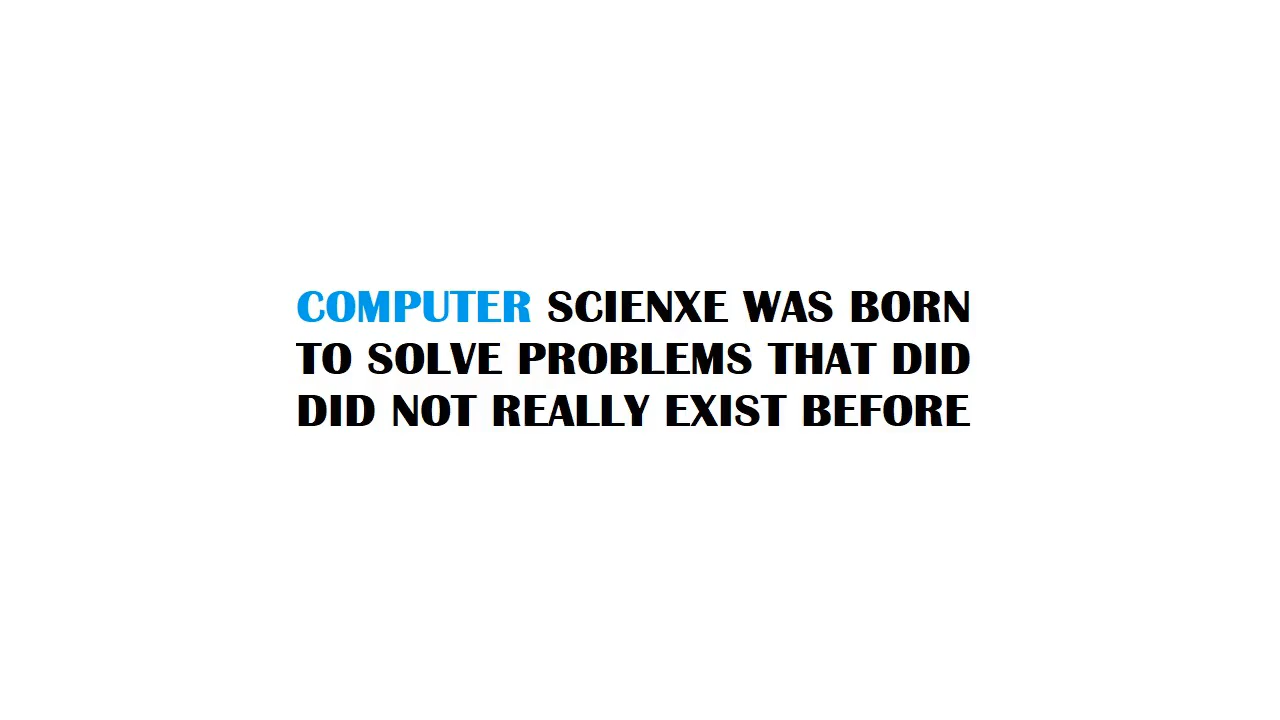 COMPUTER SCIENXE WAS BORN
TO SOLVE PROBLEMS THAT DID
DID NOT REALLY EXIST BEFORE